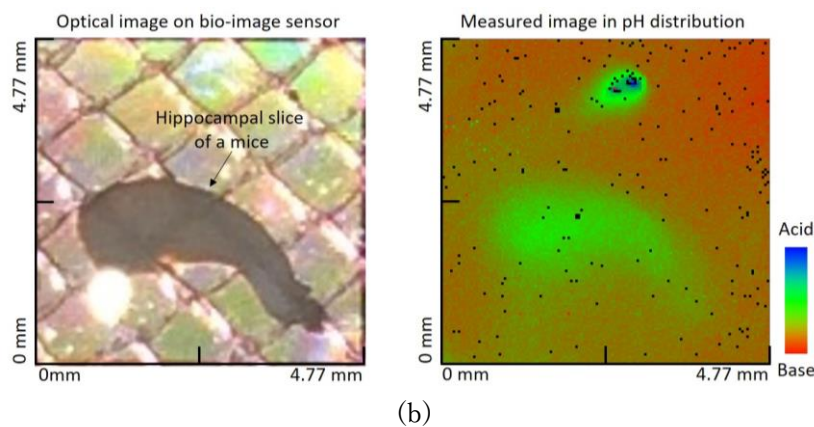 Optical image on bio-image sensor
Measured image in pH distribution
4.77 mm
Hippocampal slice
of a mice
0 mm
0mm
4.77 mm
4.77 mm
0 mm
0 mm
4.77 mm
Acid
Base
(b)